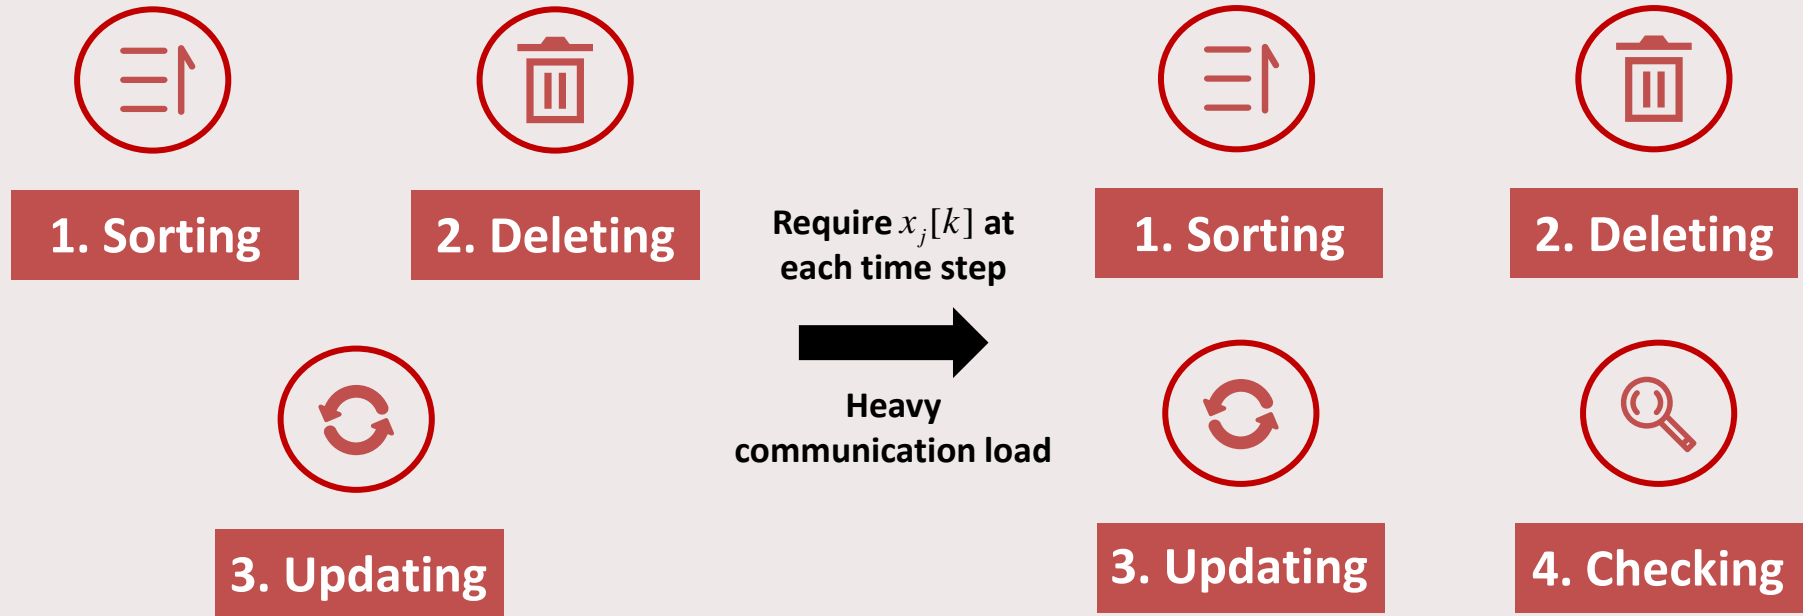 1. Sorting
2. Deleting
3. Updating
Require x_j[k] at
each time step
Heavy
communication load
1. Sorting
2. Deleting
3. Updating
4. Checking